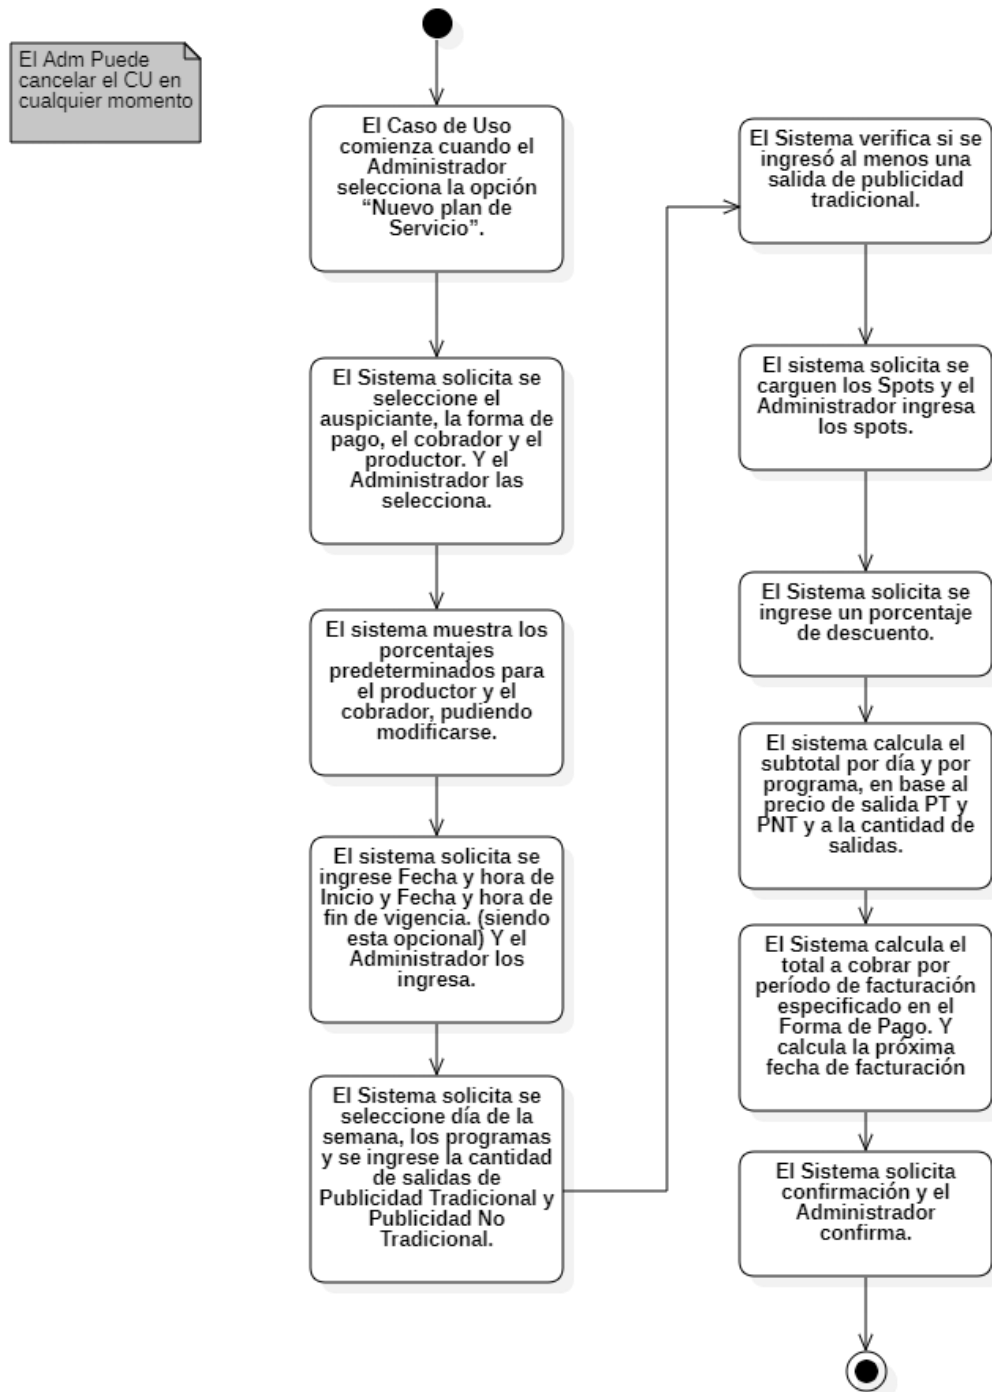 El Adm Puede
cancelar el CU en
cualquier momento
El Caso de Uso
comienza cuando el
Administrador
selecciona la opción
“Nuevo plan de
Servicio”.
El Sistema solicita se
seleccione el
auspiciante, la forma de
pago, el cobrador y el
productor. Y el
Administrador las
selecciona.
El sistema muestra los
porcentajes
predeterminados para
el productor y el
cobrador, pudiendo
modificarse.
El sistema solicita se
ingrese Fecha y hora de
Inicio y Fecha y hora de
fin de vigencia. (siendo
esta opcional) Y el
Administrador los
ingresa.
El Sistema solicita se
seleccione día de la
semana, los programas
y se ingrese la cantidad
de salidas de
Publicidad Tradicional y
Publicidad No
Tradicional.
El Sistema verifica si se
ingresó al menos una
salida de publicidad
tradicional.
El sistema solicita se
carguen los Spots y el
Administrador ingresa
los spots.
El Sistema solicita se
ingrese un porcentaje
de descuento.
El sistema calcula el
subtotal por día y por
programa, en base al
precio de salida PT y
PNT y a la cantidad de
salidas.
El Sistema calcula el
total a cobrar por
período de facturación
especificado en el
Forma de Pago. Y
calcula la próxima
fecha de facturación
El Sistema solicita
confirmación y el
Administrador
confirma.